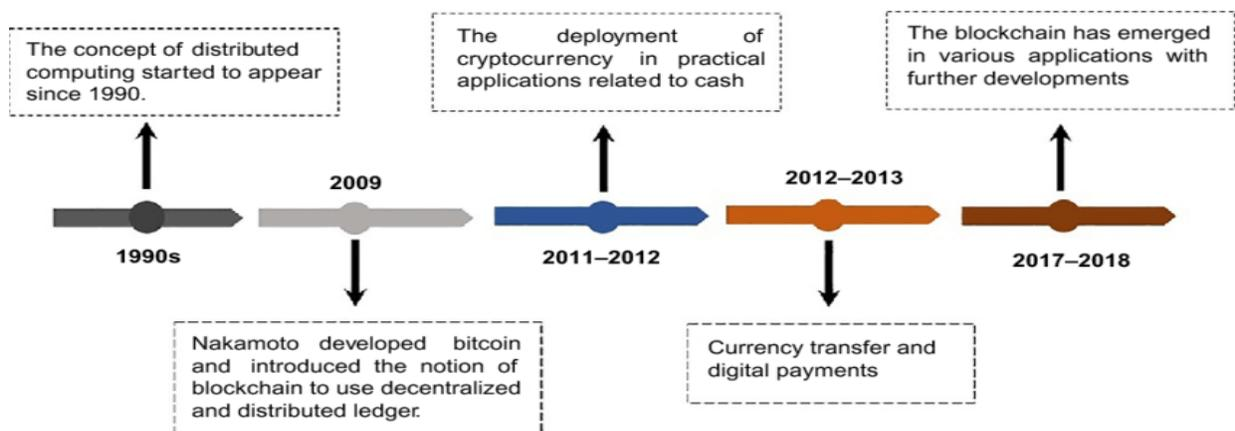 The concept of distributed
computing started to appear
since 1990.
The deployment of
cryptocurrency in practical
applications related to cash
The blockchain has emerged
in various applications with
further developments
2009
2012–2013
1990s
2011–2012
2017–2018
Nakamoto developed bitcoin
and introduced the notion of
blockchain to use decentralized
and distributed ledger.
Currency transfer and
digital payments